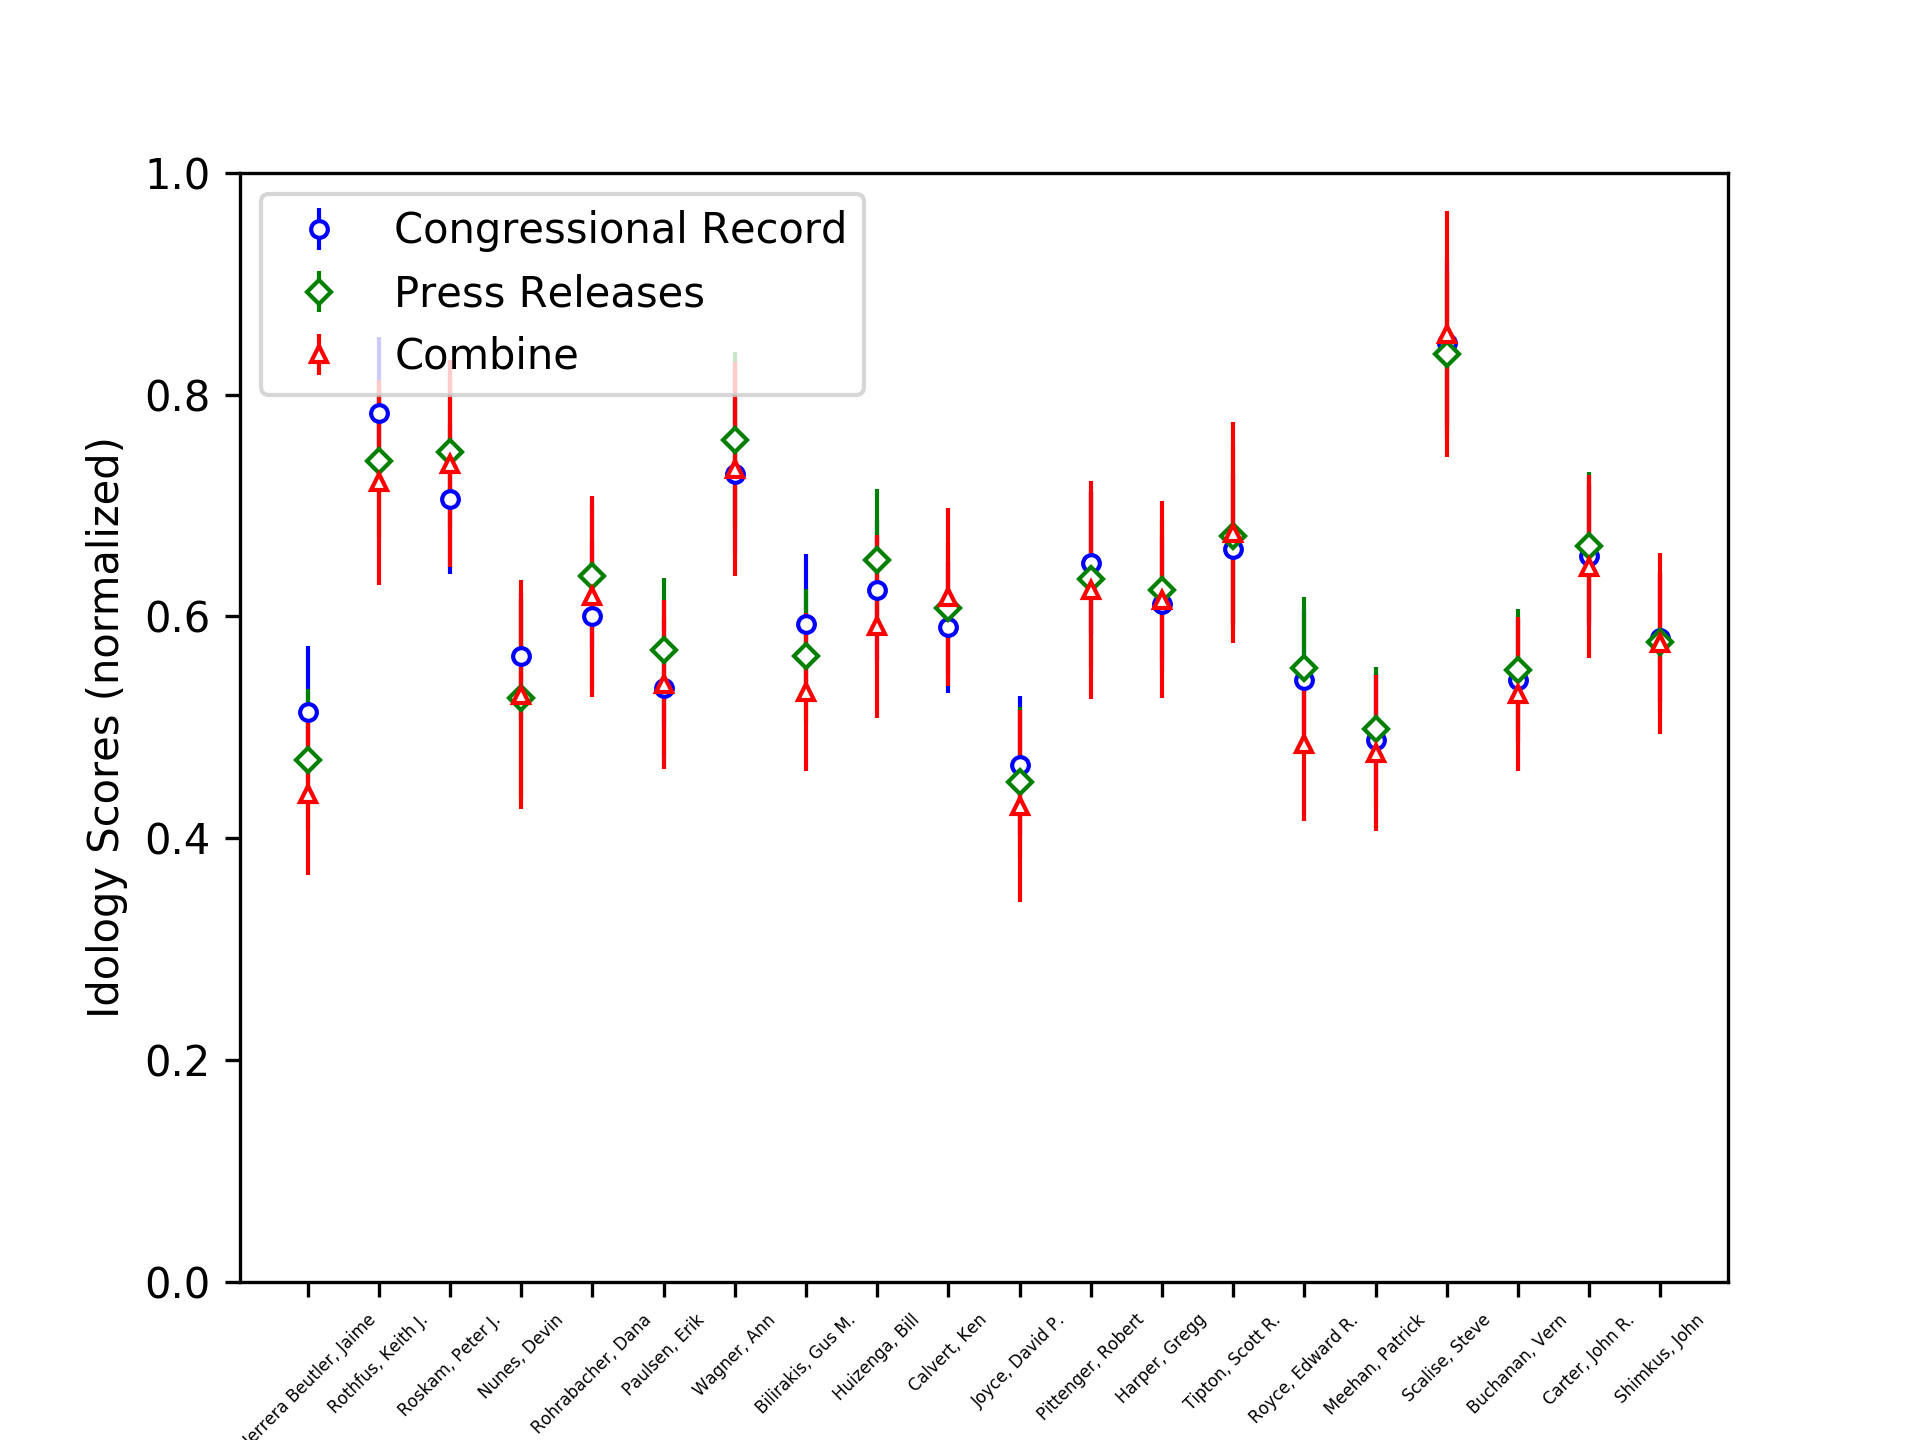 Congressional Record
Press Releases
Combine
Idology Scores (normalized)
1.0
0.8
0.6
0.4
0.2
0.0
Beutler, Jaime
Rothfus, Keith J.
Roskam, Peter J.
Nunes, Devin
Rohrabacher, Dana
Paulsen, Erik
Wagner, Ann
Bilirakis, Gus M.
Huizenga, Bill
Calvert, Ken
Joyce, David P.
Pittenger, Robert
Harper, Gregg
Tipton, Scott R.
Royce, Edward R.
Meehan, Patrick
Scalise, Steve
Buchanan, Vern
Carter, John R.
Shimkus, John